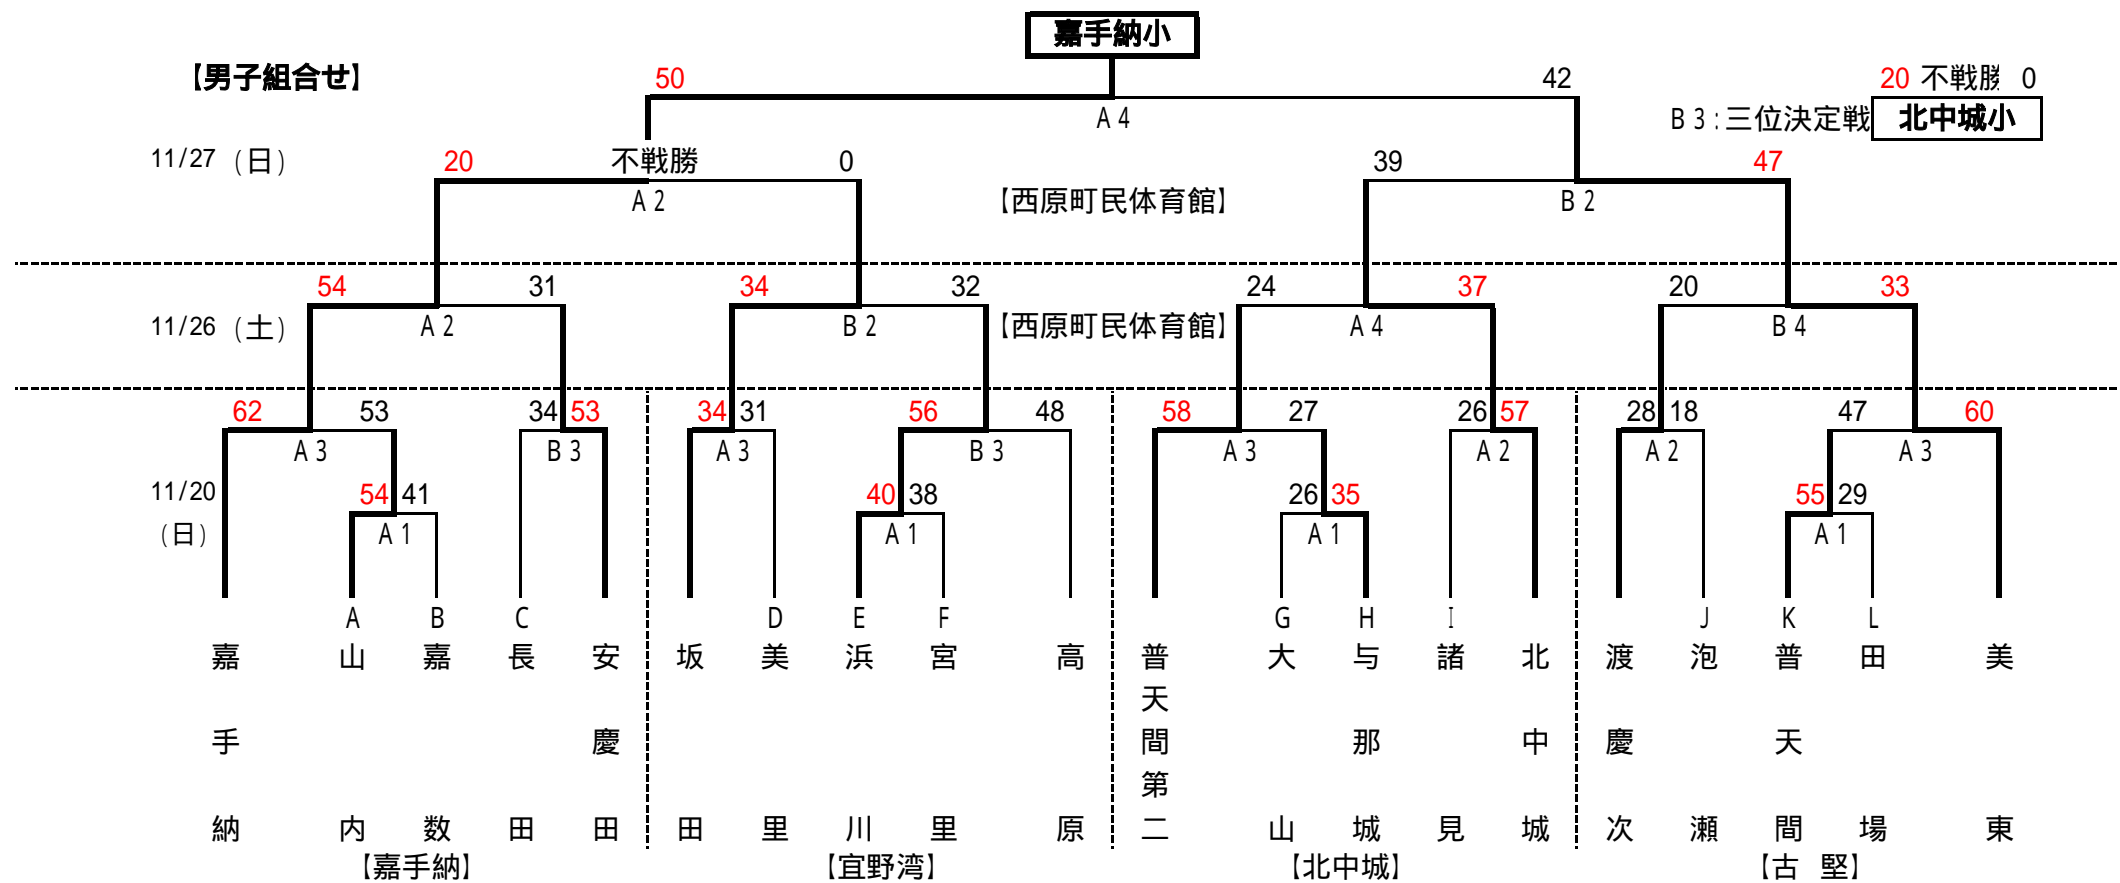 嘉手納小
【男子組合せ】
50 42 20 不戦勝 0
A 4 B 3 : 三位決定戦 北中城小
11/27 (日) 20 不戦勝 0 39 47
A 2 【西原町民体育館】 B 2
54 31 34 32 24 37 20 33
11/26 (土) A 2 B 2 【西原町民体育館】 A 4 B 4
62 53 34 53 34 31 56 48 58 27 26 57 28 18 47 60
A 3 B 3 A 3 B 3 A 3 A 2 A 2 A 3
11/20 54 41 40 38 26 35 55 29
(日) A 1 A 1 A 1 A 1
A B C D E F G H I J K L
嘉手納 山内 嘉数 長田 安慶田 坂田 美里 浜川 宮里 高原 普天間第二 大山 与那城 諸見 北中城 渡慶次 泡瀬 普天間 田場 美東
【嘉手納】 【宜野湾】 【北中城】 【古 堅】